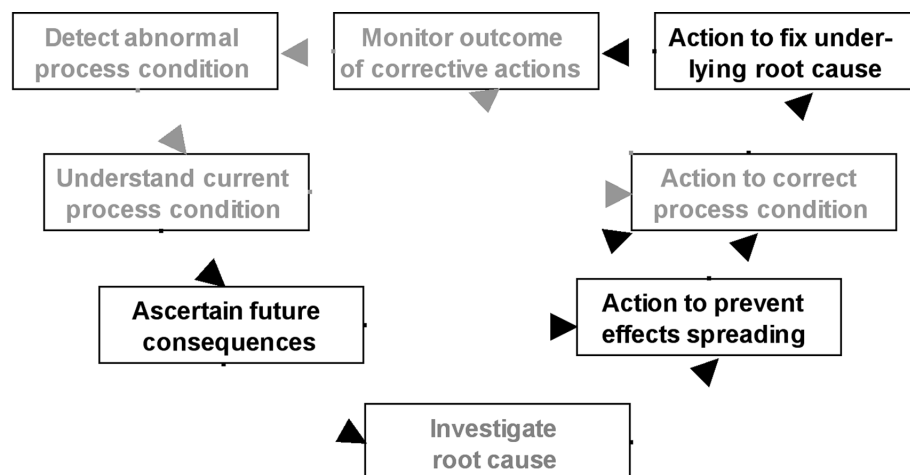 Detect abnormal
process condition
Monitor outcome
of corrective actions
Action to fix under-
lying root cause
Understand current
process condition
Action to correct
process condition
Ascertain future
consequences
Action to prevent
effects spreading
Investigate
root cause